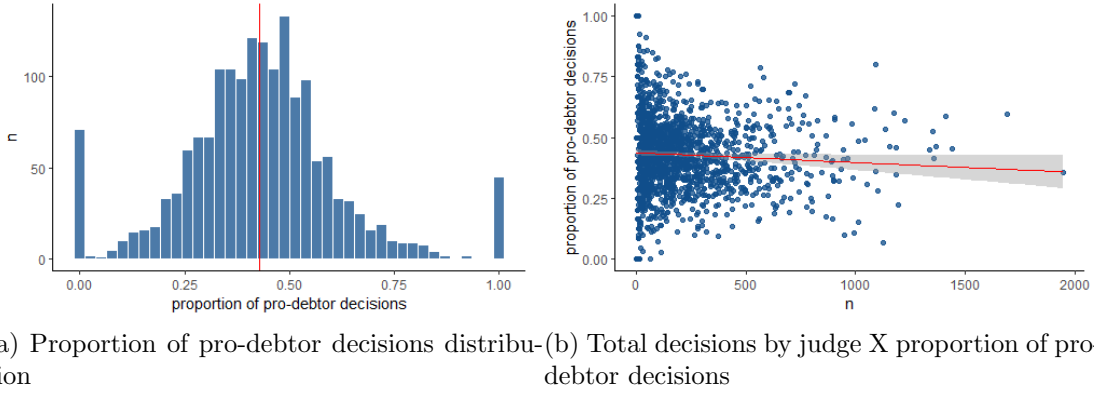 n
100
50
0
0.00 0.25 0.50 0.75 1.00
proportion of pro-debtor decisions
proportion of pro-debtor decisions
1.00
0.75
0.50
0.25
0.00
0 500 1000 1500 2000
n
a) Proportion of pro-debtor decisions distribu-
ion
(b) Total decisions by judge X proportion of pro-
debtor decisions